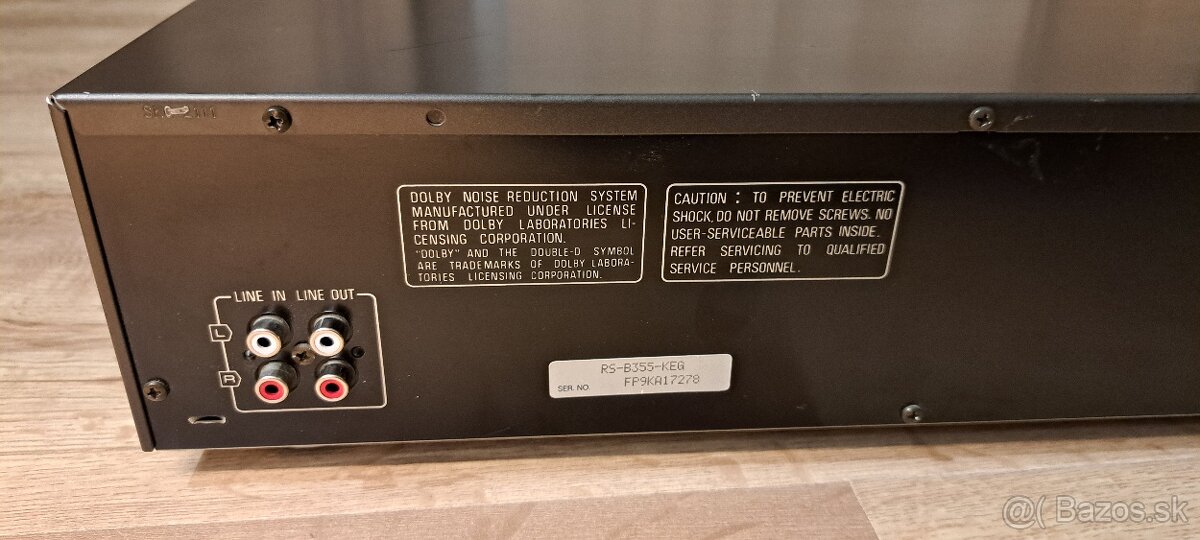 DOLBY NOISE REDUCTION SYSTEM
MANUFACTURED UNDER LICENSE
FROM DOLBY LABORATORIES LI-
CENSING CORPORATION.
"DOLBY" AND THE DOUBLE-D SYMBOL
ARE TRADEMARKS OF DOLBY LABORA-
TORIES LICENSING CORPORATION.
CAUTION : TO PREVENT ELECTRIC
SHOCK, DO NOT REMOVE SCREWS. NO
USER-SERVICEABLE PARTS INSIDE.
REFER SERVICING TO QUALIFIED
SERVICE PERSONNEL.
LINE IN LINE OUT
L
R
RS-B355-KEG
SER. NO. FP9KA17278
@( Bazos.sk